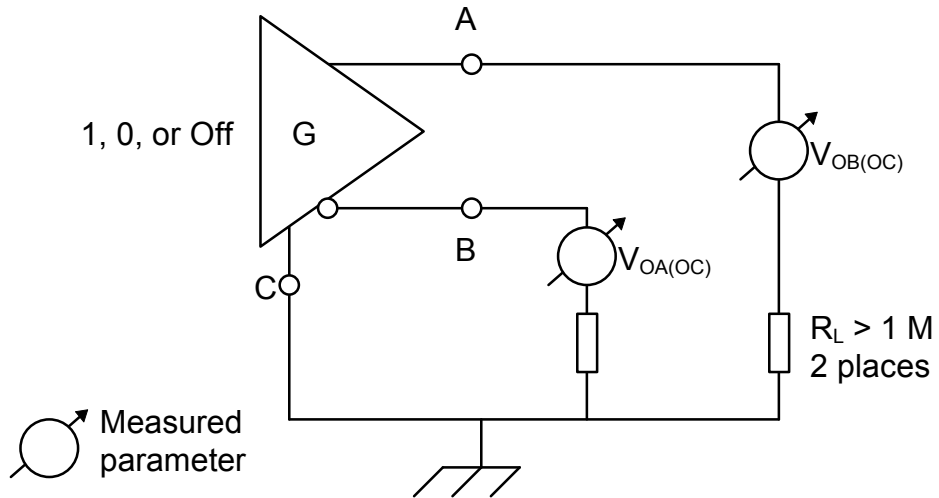 A
1, 0, or Off
G
V_OB(OC)
B
V_OA(OC)
C
R_L > 1 M
2 places
Measured
parameter